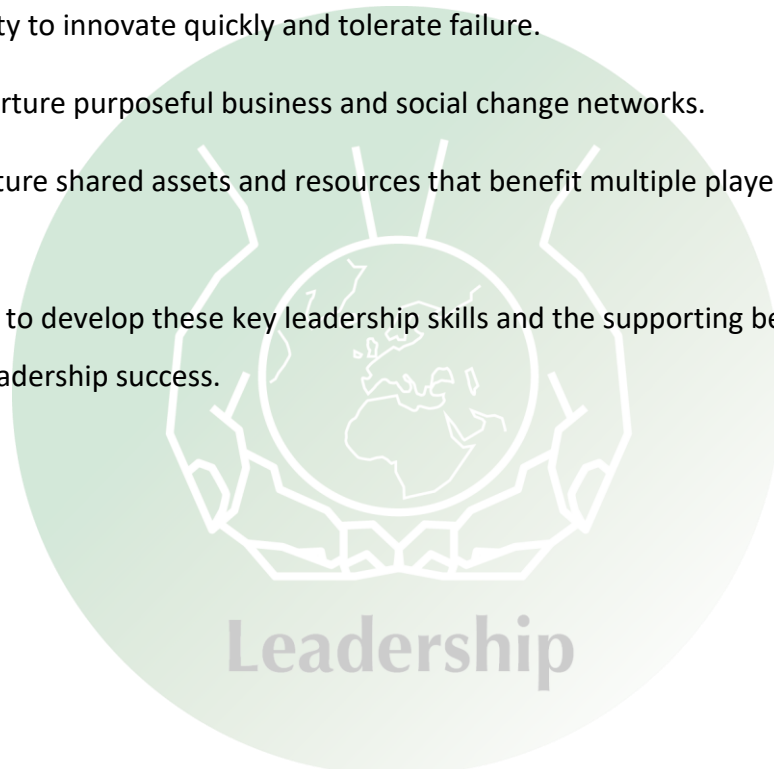 ty to innovate quickly and tolerate failure.
rture purposeful business and social change networks.
ture shared assets and resources that benefit multiple playe
to develop these key leadership skills and the supporting be
adership success.
Leadership